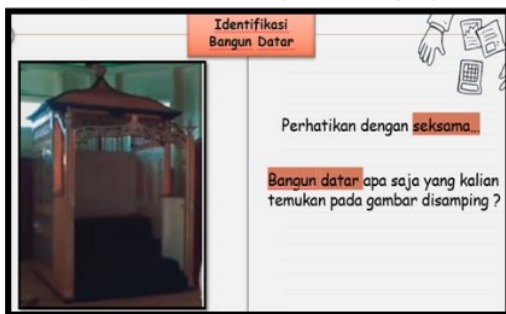 Identifikasi
Bangun Datar
Perhatikan dengan seksama...
Bangun datar apa saja yang kalian
temukan pada gambar disamping ?